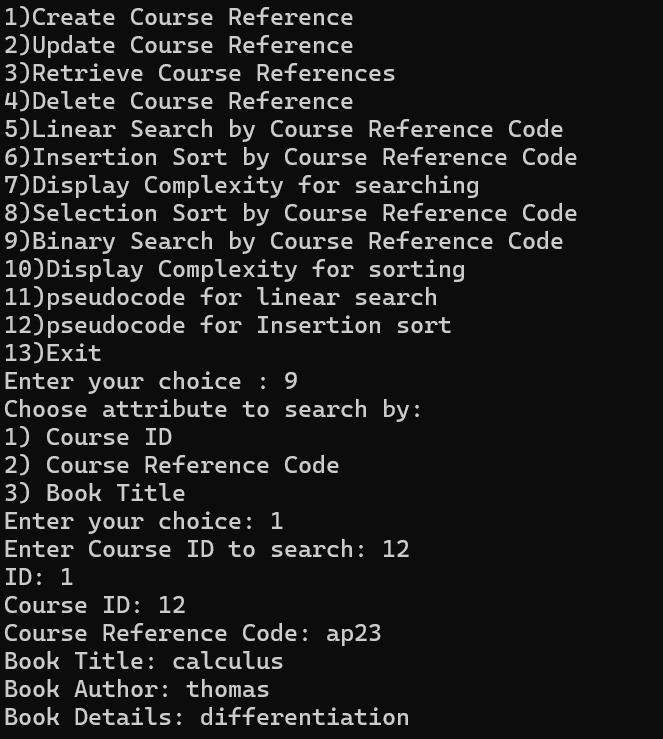 1)Create Course Reference
2)Update Course Reference
3)Retrieve Course References
4)Delete Course Reference
5)Linear Search by Course Reference Code
6)Insertion Sort by Course Reference Code
7)Display Complexity for searching
8)Selection Sort by Course Reference Code
9)Binary Search by Course Reference Code
10)Display Complexity for sorting
11)pseudocode for linear search
12)pseudocode for Insertion sort
13)Exit
Enter your choice : 9
Choose attribute to search by:
1) Course ID
2) Course Reference Code
3) Book Title
Enter your choice: 1
Enter Course ID to search: 12
ID: 1
Course ID: 12
Course Reference Code: ap23
Book Title: calculus
Book Author: thomas
Book Details: differentiation